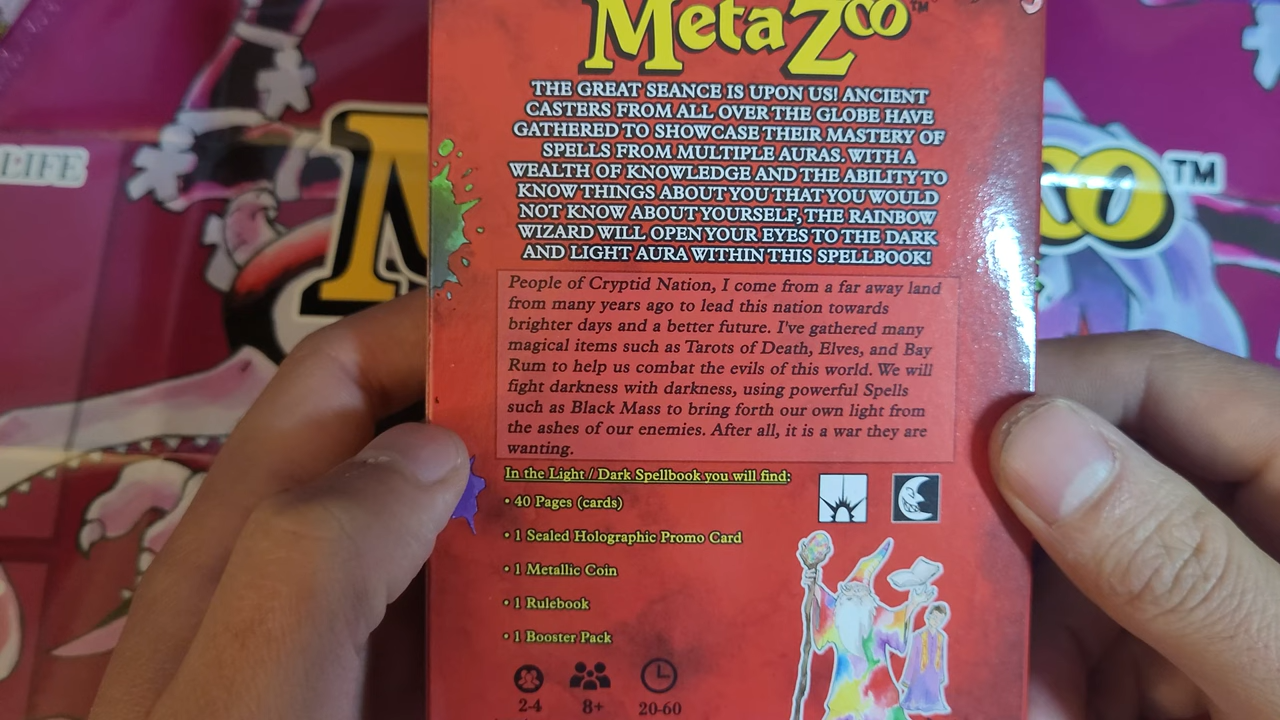 MetaZoo™
THE GREAT SEANCE IS UPON US! ANCIENT
CASTERS FROM ALL OVER THE GLOBE HAVE
GATHERED TO SHOWCASE THEIR MASTERY OF
SPELLS FROM MULTIPLE AURAS. WITH A
WEALTH OF KNOWLEDGE AND THE ABILITY TO
KNOW THINGS ABOUT YOU THAT YOU WOULD
NOT KNOW ABOUT YOURSELF, THE RAINBOW
WIZARD WILL OPEN YOUR EYES TO THE DARK
AND LIGHT AURA WITHIN THIS SPELLBOOK!
People of Cryptid Nation, I come from a far away land
from many years ago to lead this nation towards
brighter days and a better future. I've gathered many
magical items such as Tarots of Death, Elves, and Bay
Rum to help us combat the evils of this world. We will
fight darkness with darkness, using powerful Spells
such as Black Mass to bring forth our own light from
the ashes of our enemies. After all, it is a war they are
wanting.
In the Light / Dark Spellbook you will find:
• 40 Pages (cards)
• 1 Sealed Holographic Promo Card
• 1 Metallic Coin
• 1 Rulebook
• 1 Booster Pack
2-4 8+ 20-60
LIFE
M
oo™